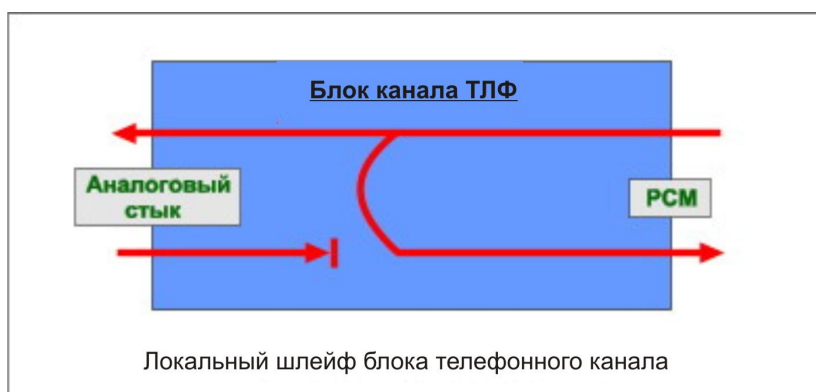 Блок канала ТЛФ
Аналоговый
стык
PCM
Локальный шлейф блока телефонного канала